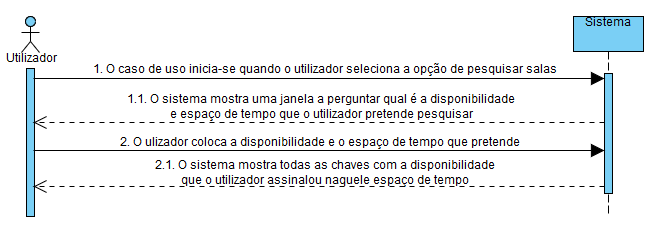 Sistema
Utilizador
1. O caso de uso inicia-se quando o utilizador seleciona a opção de pesquisar salas
1.1. O sistema mostra uma janela a perguntar qual é a disponibilidade
e espaço de tempo que o utilizador pretende pesquisar
2. O ulizador coloca a disponibilidade e o espaço de tempo que pretende
2.1. O sistema mostra todas as chaves com a disponibilidade
que o utilizador assinalou naquele espaço de tempo